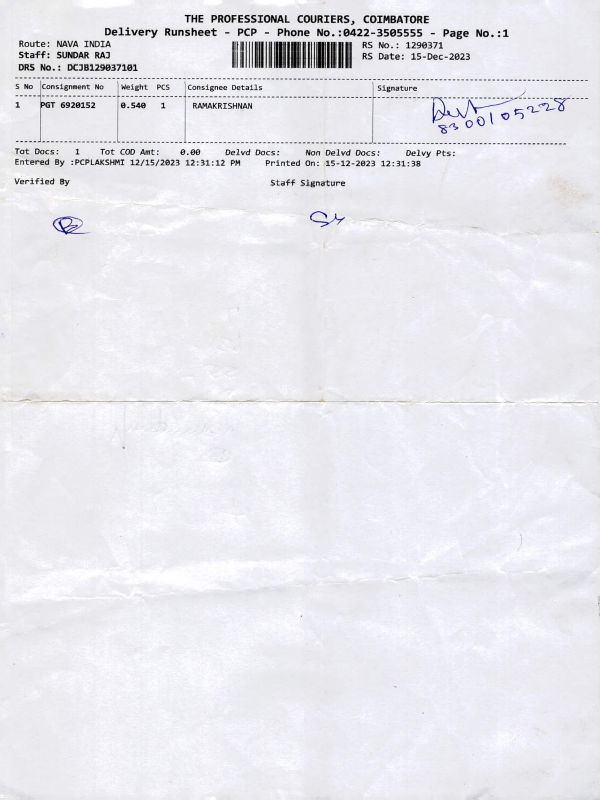 THE PROFESSIONAL COURIERS, COIMBATORE
Delivery Runsheet - PCP - Phone No.:0422-3505555 - Page No.:1
Route: NAVA INDIA
RS No.: 1290371
Staff: SUNDAR RAJ
RS Date: 15-Dec-2023
DRS No.: DCJB129037101
S No Consignment No Weight PCS Consignee Details Signature
1 PGT 6920152 0.540 1 RAMAKRISHNAN
8300105228
Tot Docs: 1 Tot COD Amt: 0.00 Delvd Docs: Non Delvd Docs: Delvy Pts:
Entered By :PCPLAKSHMI 12/15/2023 12:31:12 PM Printed On: 15-12-2023 12:31:38
Verified By Staff Signature